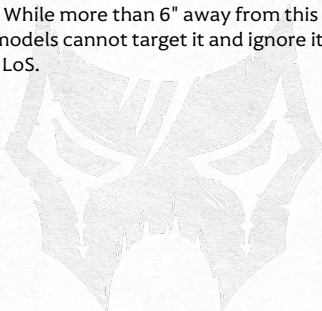 While more than 6" away from this
models cannot target it and ignore it
LoS.